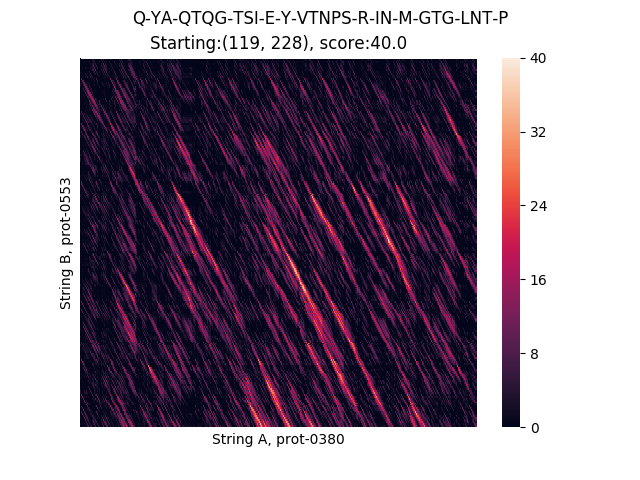 Q-YA-QTQG-TSI-E-Y-VTNPS-R-IN-M-GTG-LNT-P
Starting:(119, 228), score:40.0
40
32
24
16
8
0
String B, prot-0553
String A, prot-0380